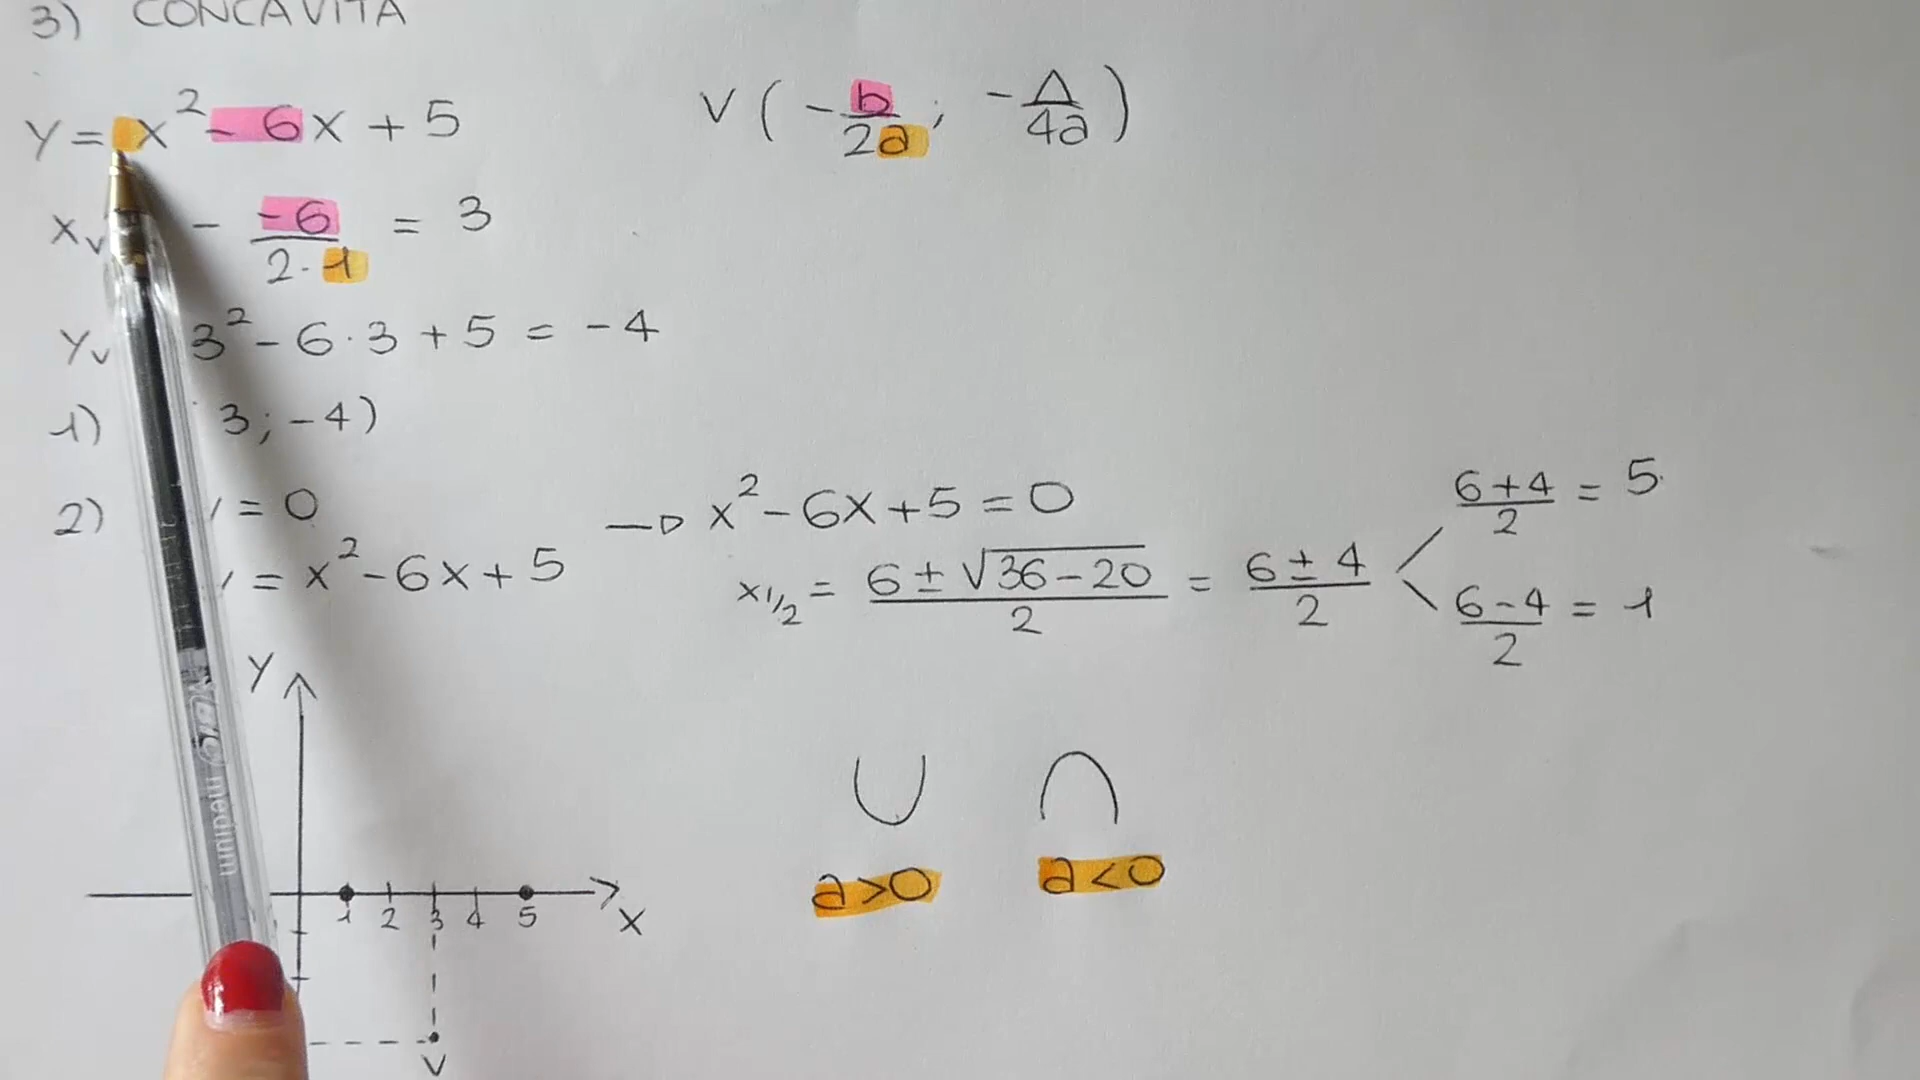 3) CONCAVITÀ
y = x² - 6x + 5
V ( - b/2a ; - Δ/4a )
xv - -6/2·1 = 3
yv 3² - 6·3 + 5 = -4
1) 3 ; -4)
2) y = 0
y = x² - 6x + 5
→ x² - 6x + 5 = 0
x1/2 = 6 ± √36-20 / 2 = 6 ± 4 / 2
6+4/2 = 5
6-4/2 = 1
y
1 2 3 4 5
x
V
a>0 a<0
BIC medium